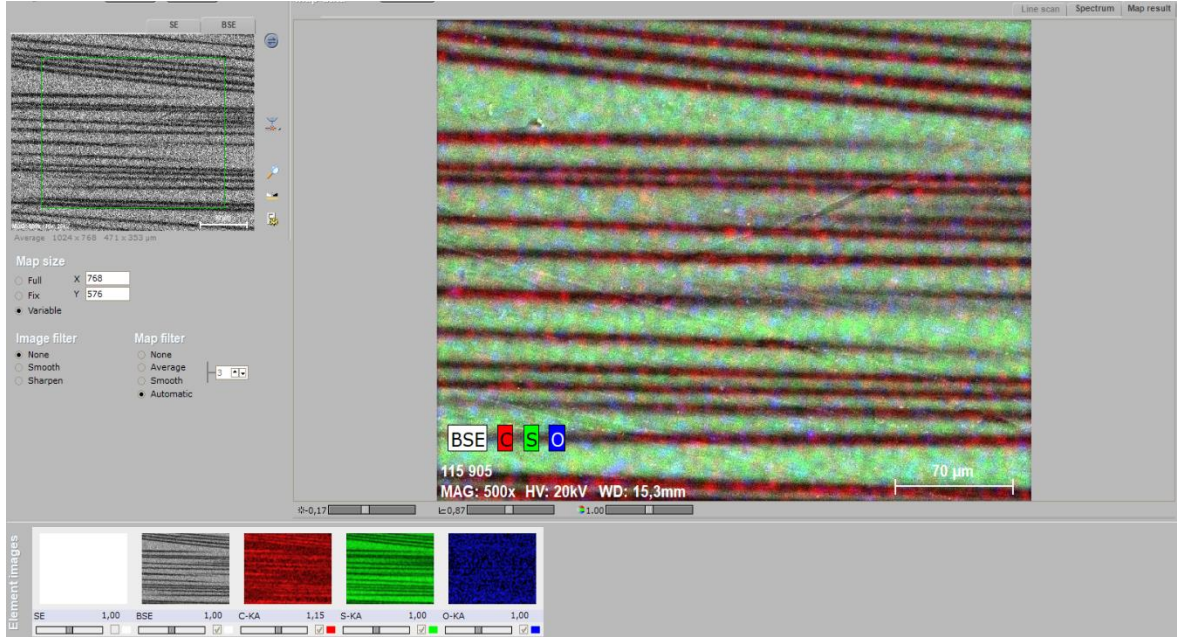 SE BSE
Line scan Spectrum Map result
Average 1024 x 768 471 x 353 µm
Map size
Full X 768
Fix Y 576
Variable
Image filter Map filter
None None
Smooth Average
Sharpen Smooth
Automatic
3
BSE C S O
115 905
MAG: 500x HV: 20kV WD: 15,3mm
70 µm
-0,17 0,87 1.00
Element images
SE 1,00 BSE 1,00 C-KA 1,15 S-KA 1,00 O-KA 1,00